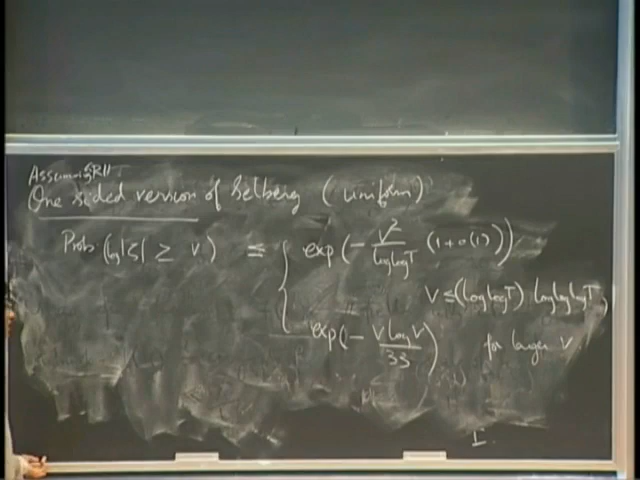 Assuming RH
One sided version of Selberg (uniform)
Prob (log|ζ| ≥ V) ≤ { exp(- V²/loglogT (1+o(1)))
V ≤ (loglogT) logloglogT,
exp(- V log V/33) for larger V